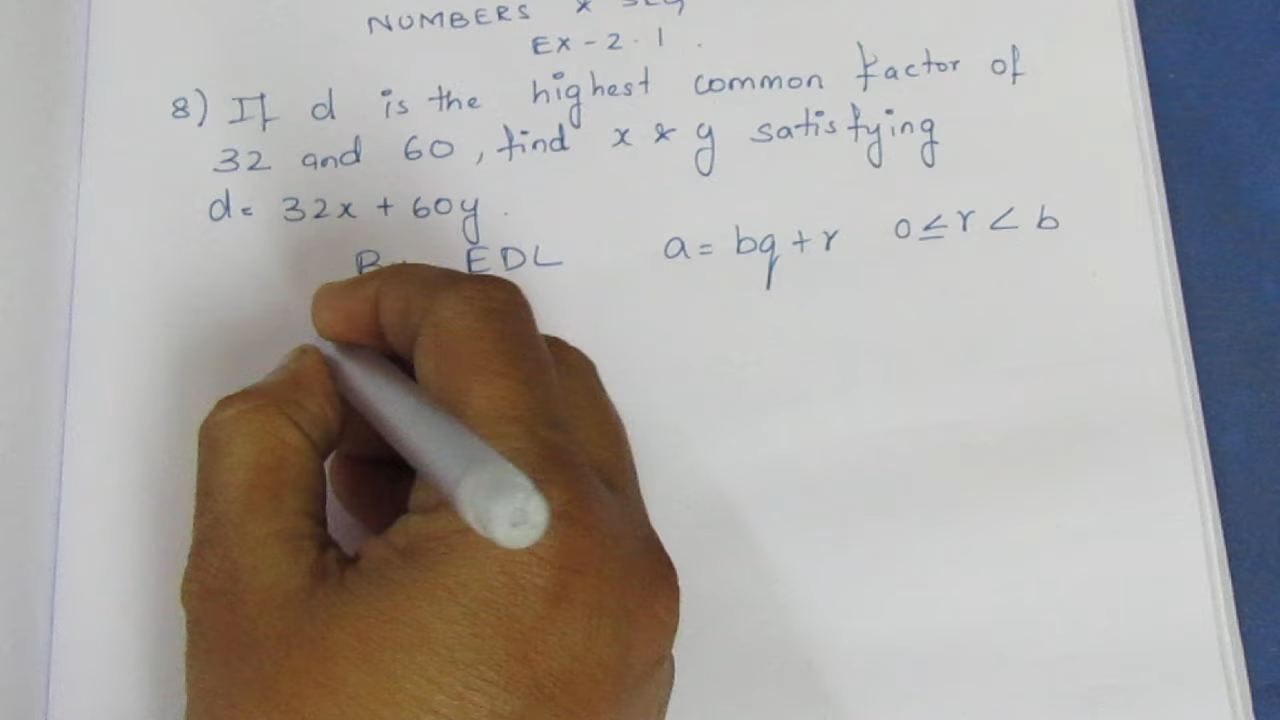 NUMBERS &
Ex - 2.1.
8) If d is the highest common factor of
32 and 60, find x & y satisfying
d = 32x + 60y.
EDL a = bq + r 0 ≤ r < b